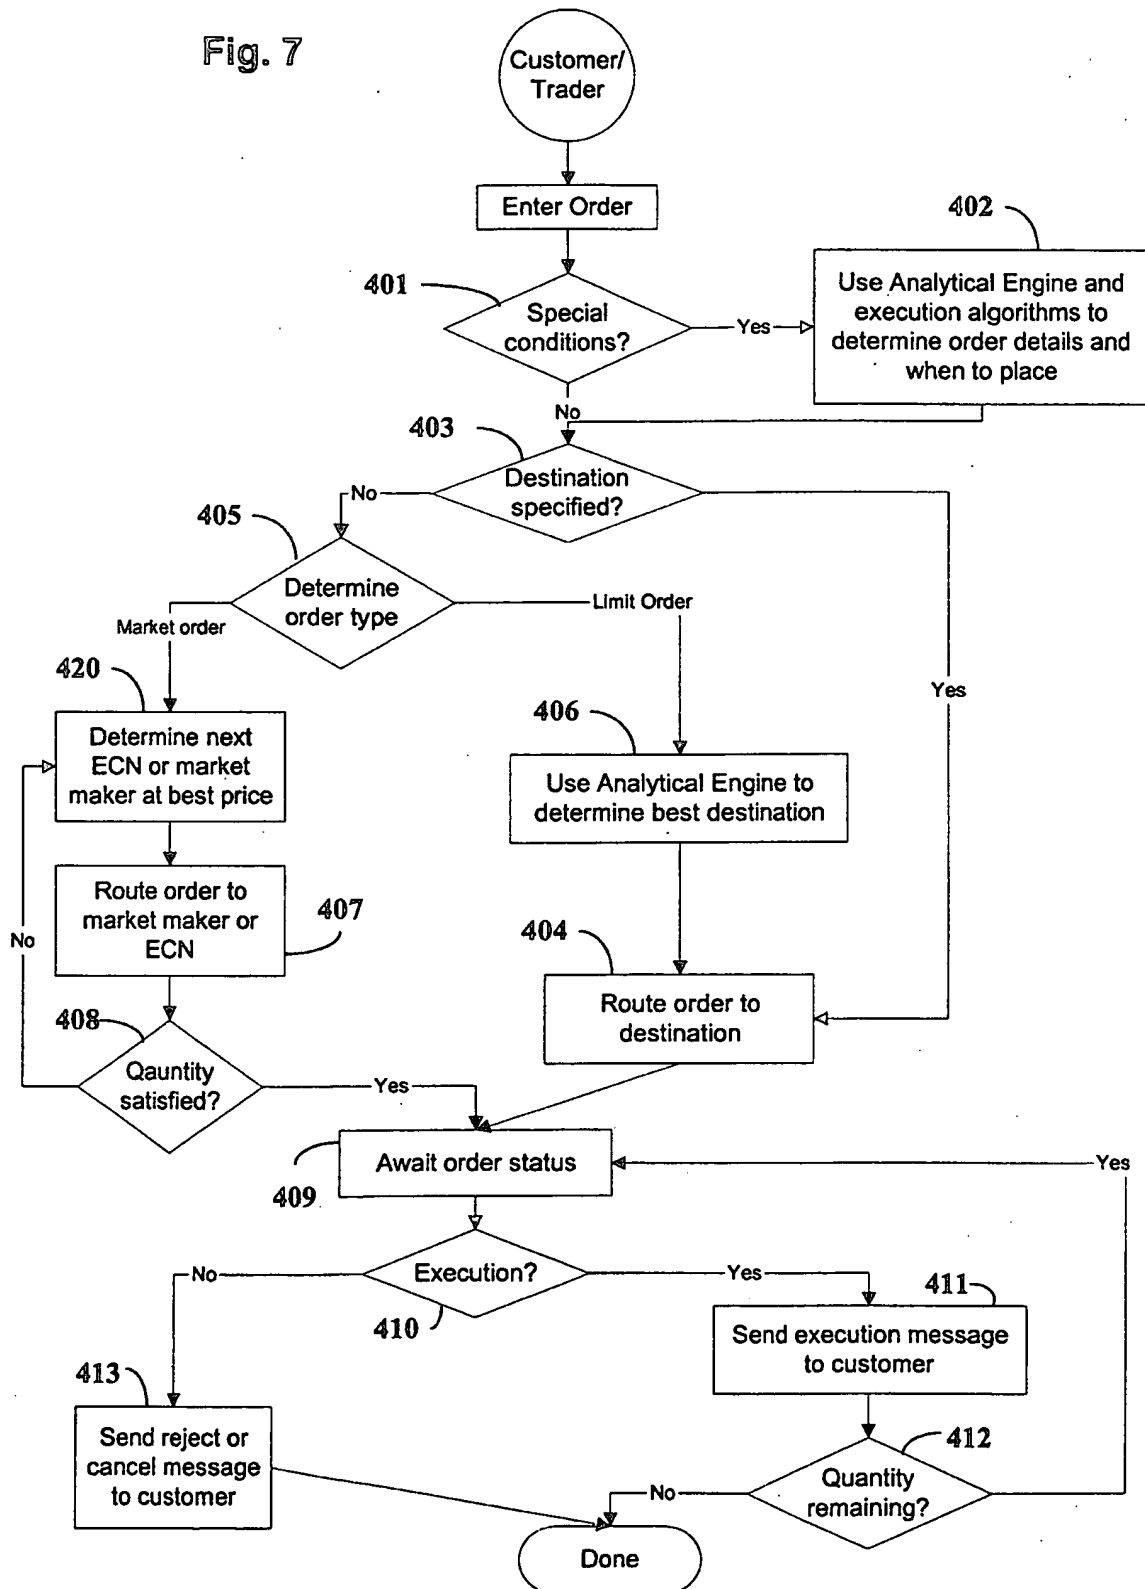 Fig. 7
Customer/
Trader
Enter Order
402
401
Special
conditions?
Yes
Use Analytical Engine and
execution algorithms to
determine order details and
when to place
No
403
Destination
specified?
No
405
Determine
order type
Limit Order
Market order
Yes
420
Determine next
ECN or market
maker at best price
406
Use Analytical Engine to
determine best destination
Route order to
market maker or
ECN
407
No
404
Route order to
destination
408
Qauntity
satisfied?
Yes
Await order status
409
Yes
Execution?
No
Yes
410
411
Send execution message
to customer
413
Send reject or
cancel message
to customer
412
Quantity
remaining?
No
Done